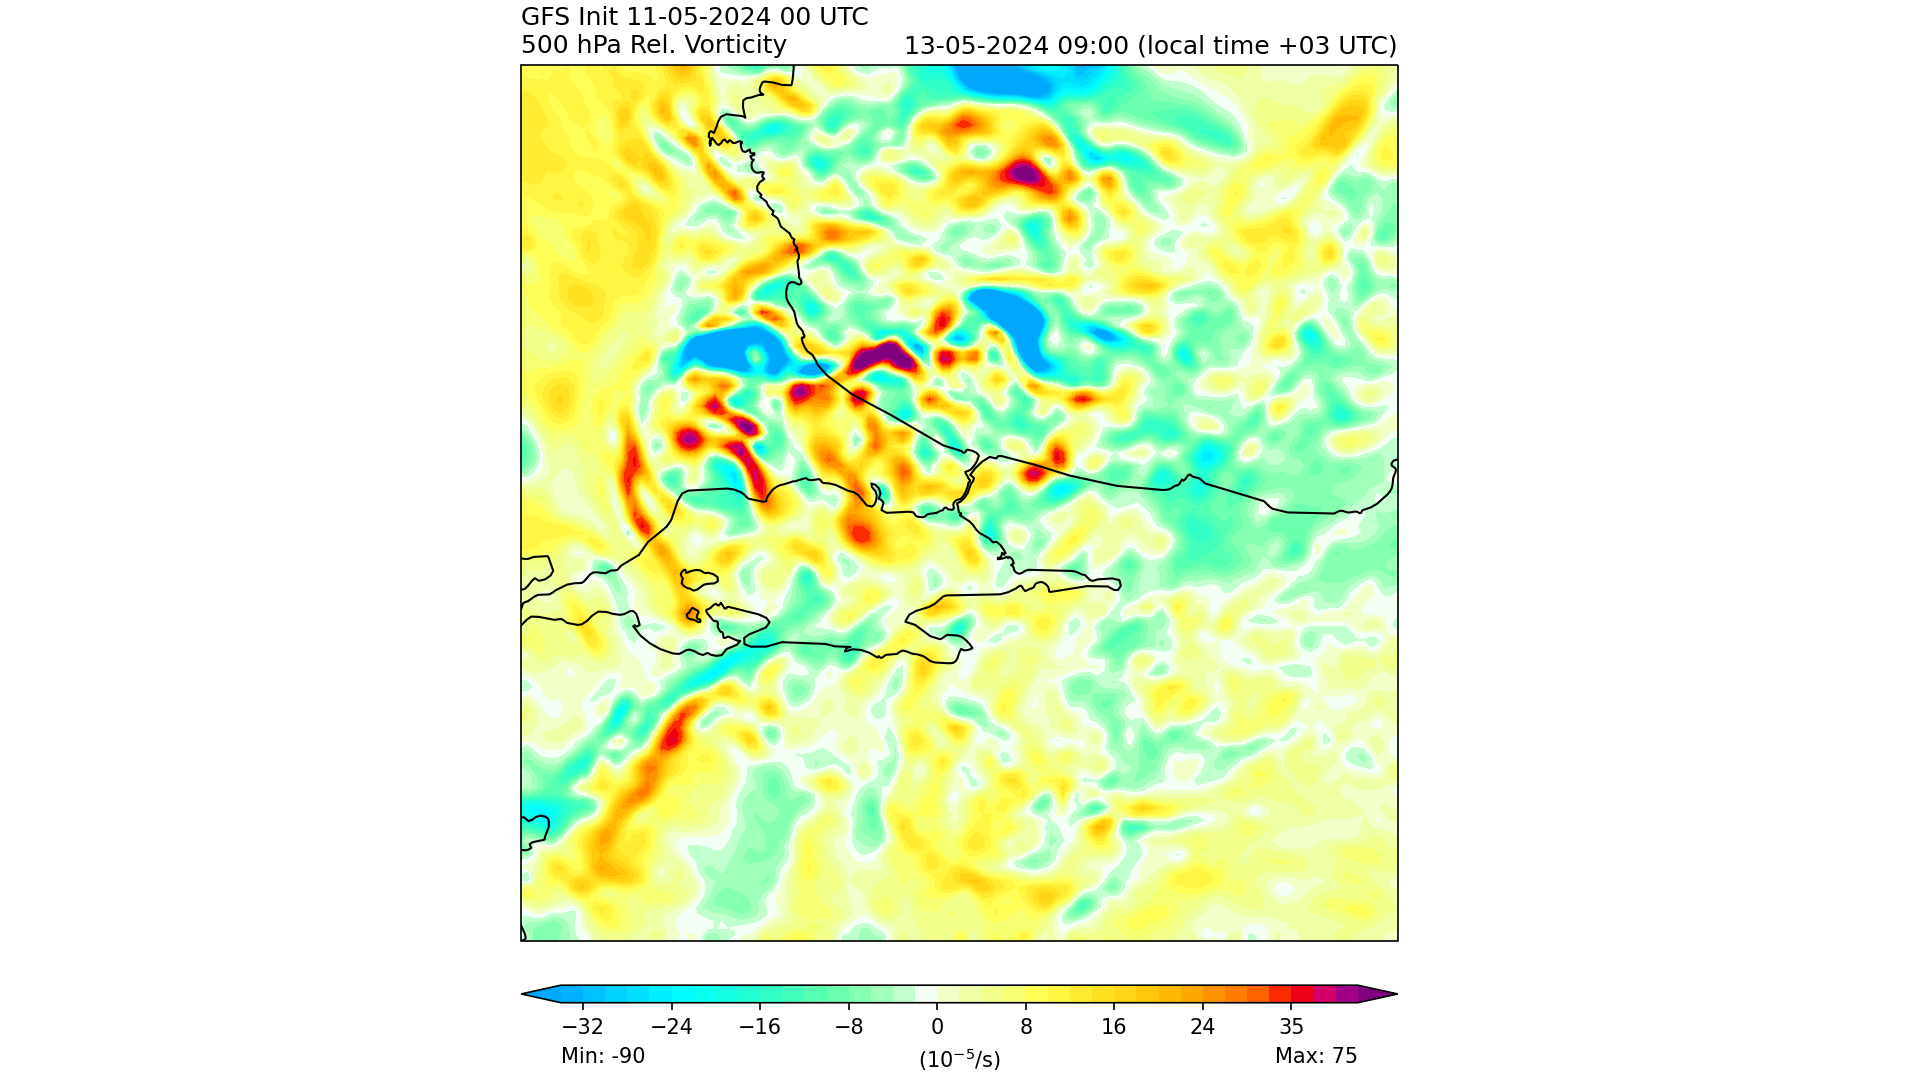 GFS Init 11-05-2024 00 UTC
500 hPa Rel. Vorticity
13-05-2024 09:00 (local time +03 UTC)
−32 −24 −16 −8 0 8 16 24 35
Min: -90 (10⁻⁵/s) Max: 75